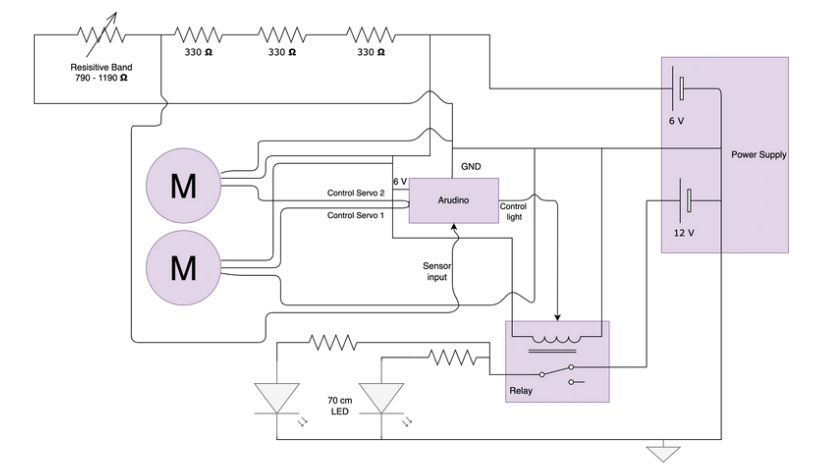 330 Ω
330 Ω
330 Ω
Resisitive Band
790 - 1190 Ω
6 V
Power Supply
GND
M
6 V
Control Servo 2
Arudino
Control
light
Control Servo 1
12 V
M
Sensor
input
70 cm
LED
Relay